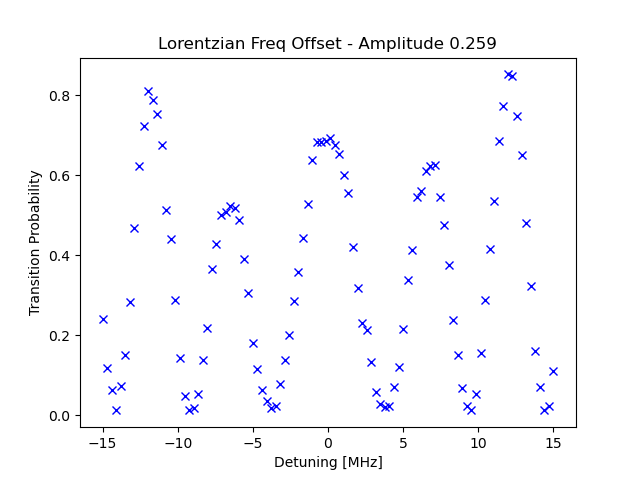 Lorentzian Freq Offset - Amplitude 0.259
Transition Probability
0.8
0.6
0.4
0.2
0.0
−15 −10 −5 0 5 10 15
Detuning [MHz]